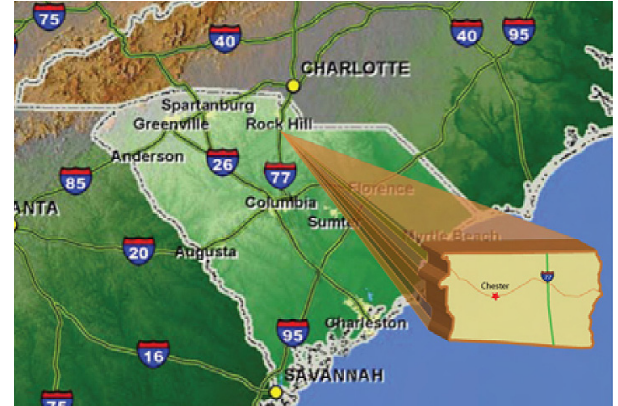 75
40
40
95
CHARLOTTE
Spartanburg
Greenville
Rock Hill
Anderson
26
85
77
Florence
ANTA
Columbia
Sumter
Myrtle Beach
20
Augusta
77
Chester
Charleston
95
16
SAVANNAH
75